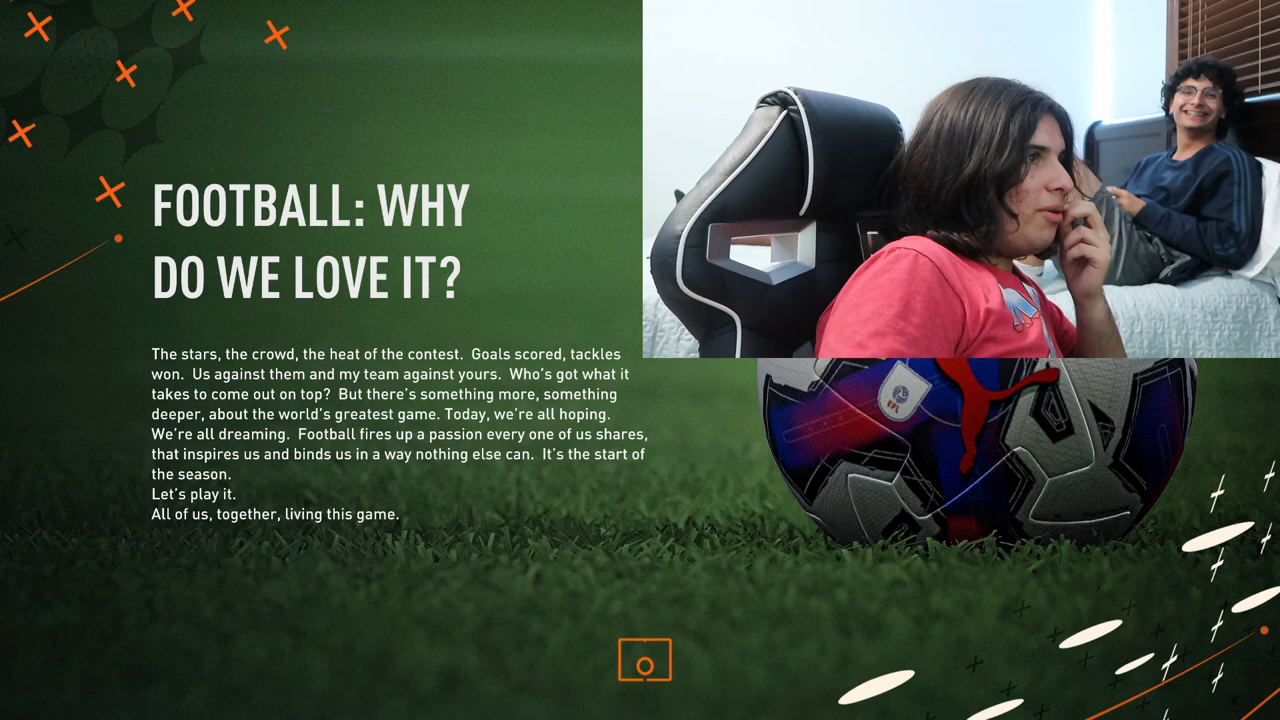 FOOTBALL: WHY
DO WE LOVE IT?
The stars, the crowd, the heat of the contest.  Goals scored, tackles
won.  Us against them and my team against yours.  Who's got what it
takes to come out on top?  But there's something more, something
deeper, about the world's greatest game. Today, we're all hoping.
We're all dreaming.  Football fires up a passion every one of us shares,
that inspires us and binds us in a way nothing else can.  It's the start of
the season.
Let's play it.
All of us, together, living this game.
EFL